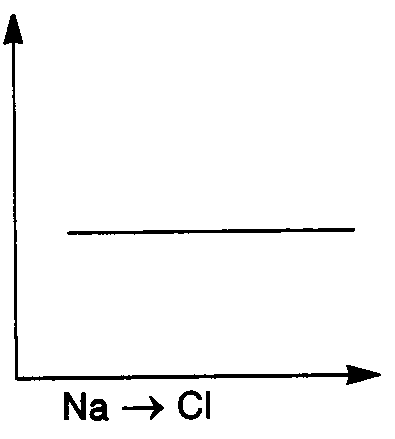 Na → Cl